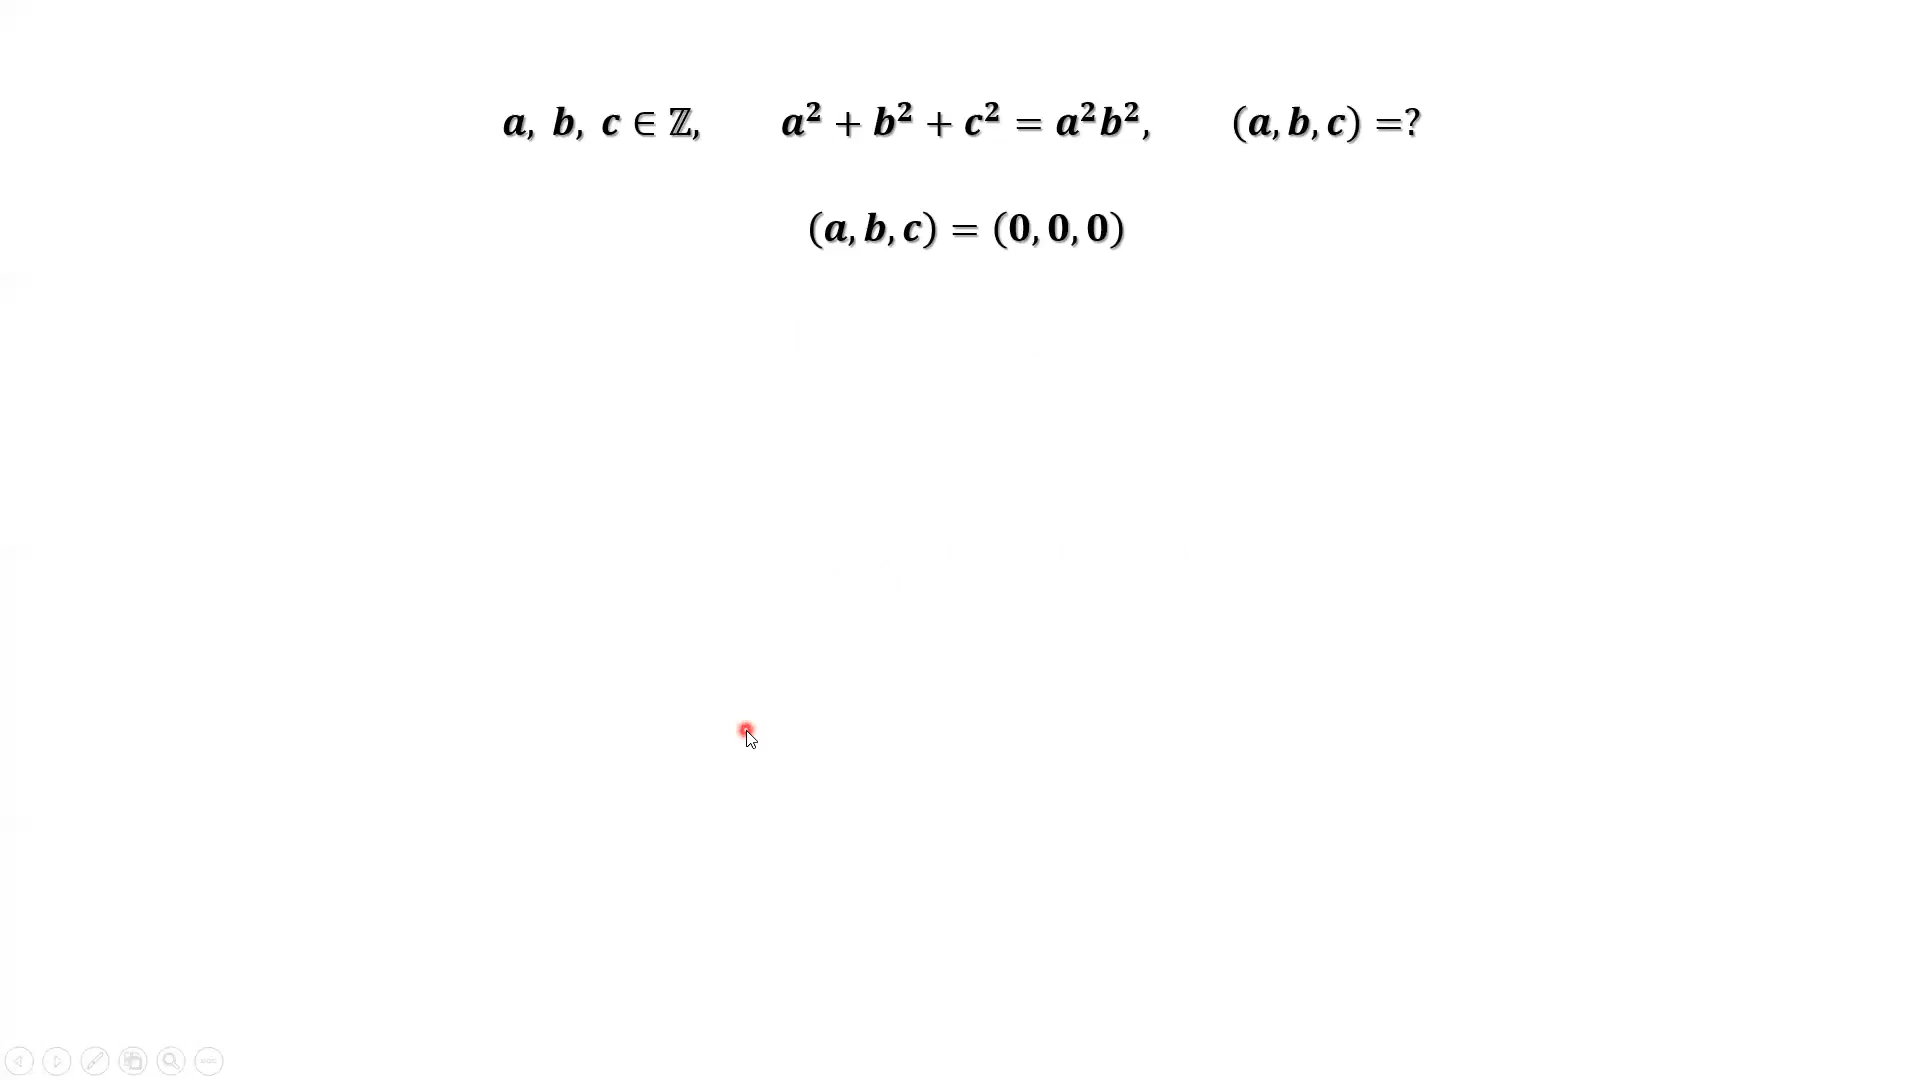 a, b, c ∈ ℤ, a² + b² + c² = a²b², (a, b, c) =?
(a, b, c) = (0, 0, 0)